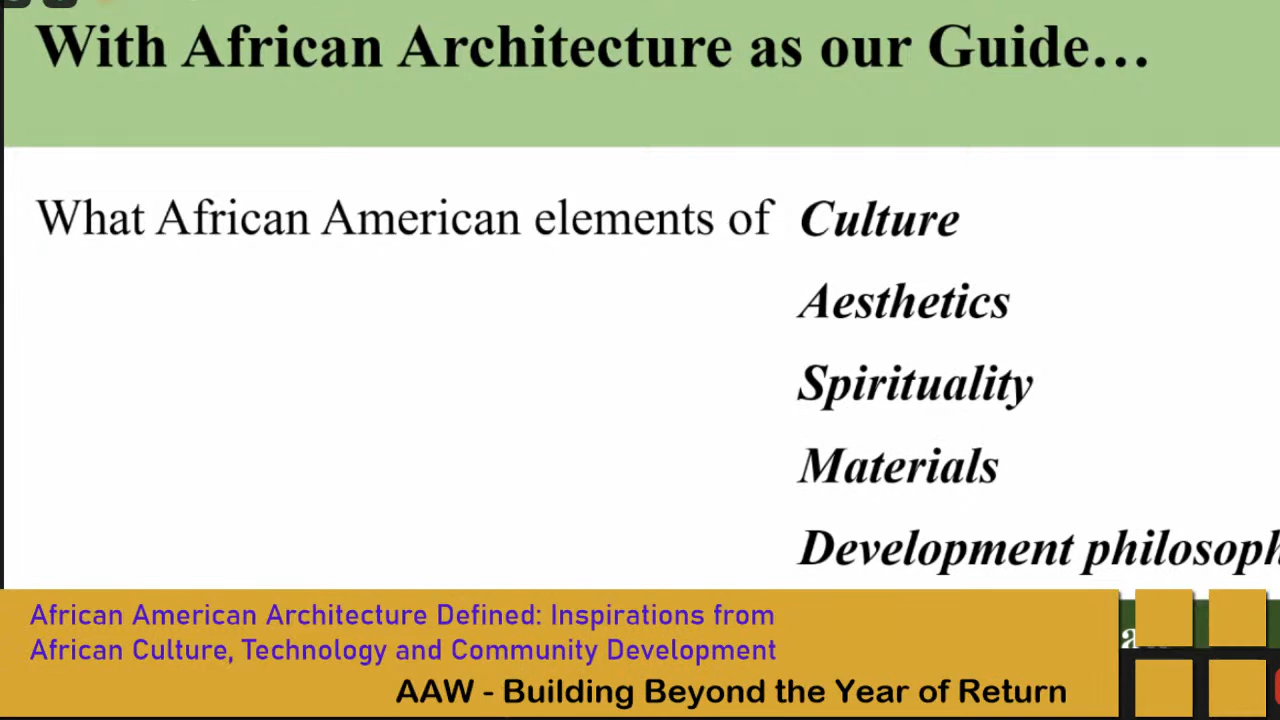 With African Architecture as our Guide…
What African American elements of Culture
Aesthetics
Spirituality
Materials
Development philosoph
African American Architecture Defined: Inspirations from
African Culture, Technology and Community Development
AAW - Building Beyond the Year of Return